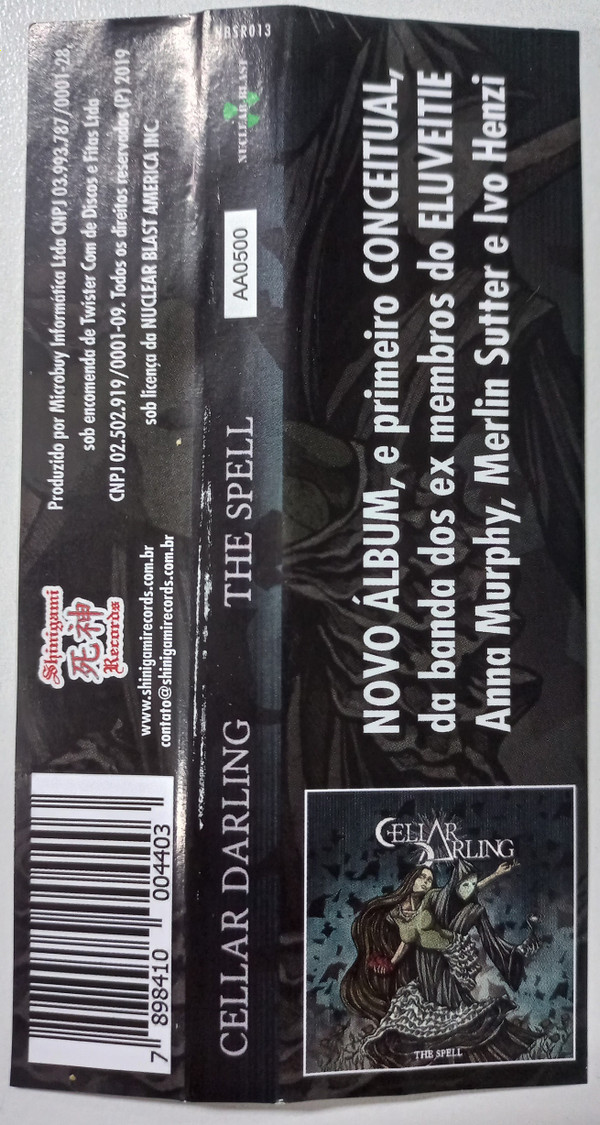 Produzido por Microbuy Informática Ltda CNPJ 03.993.787/0001-28,
sob encomenda de Twister Com de Discos e Fitas Ltda
CNPJ 02.502.919/0001-09. Todos os direitos reservados (P) 2019
sob licença da NUCLEAR BLAST AMERICA INC.
Shinigami
死神
Records
www.shinigamirecords.com.br
contato@shinigamirecords.com.br
7 898410 004403
CELLAR DARLING
THE SPELL
AA0500
NUCLEAR BLAST
NBSR013
NOVO ÁLBUM, e primeiro CONCEITUAL,
da banda dos ex membros do ELUVEITIE
Anna Murphy, Merlin Sutter e Ivo Henzi
CELLAR
DARLING
THE SPELL